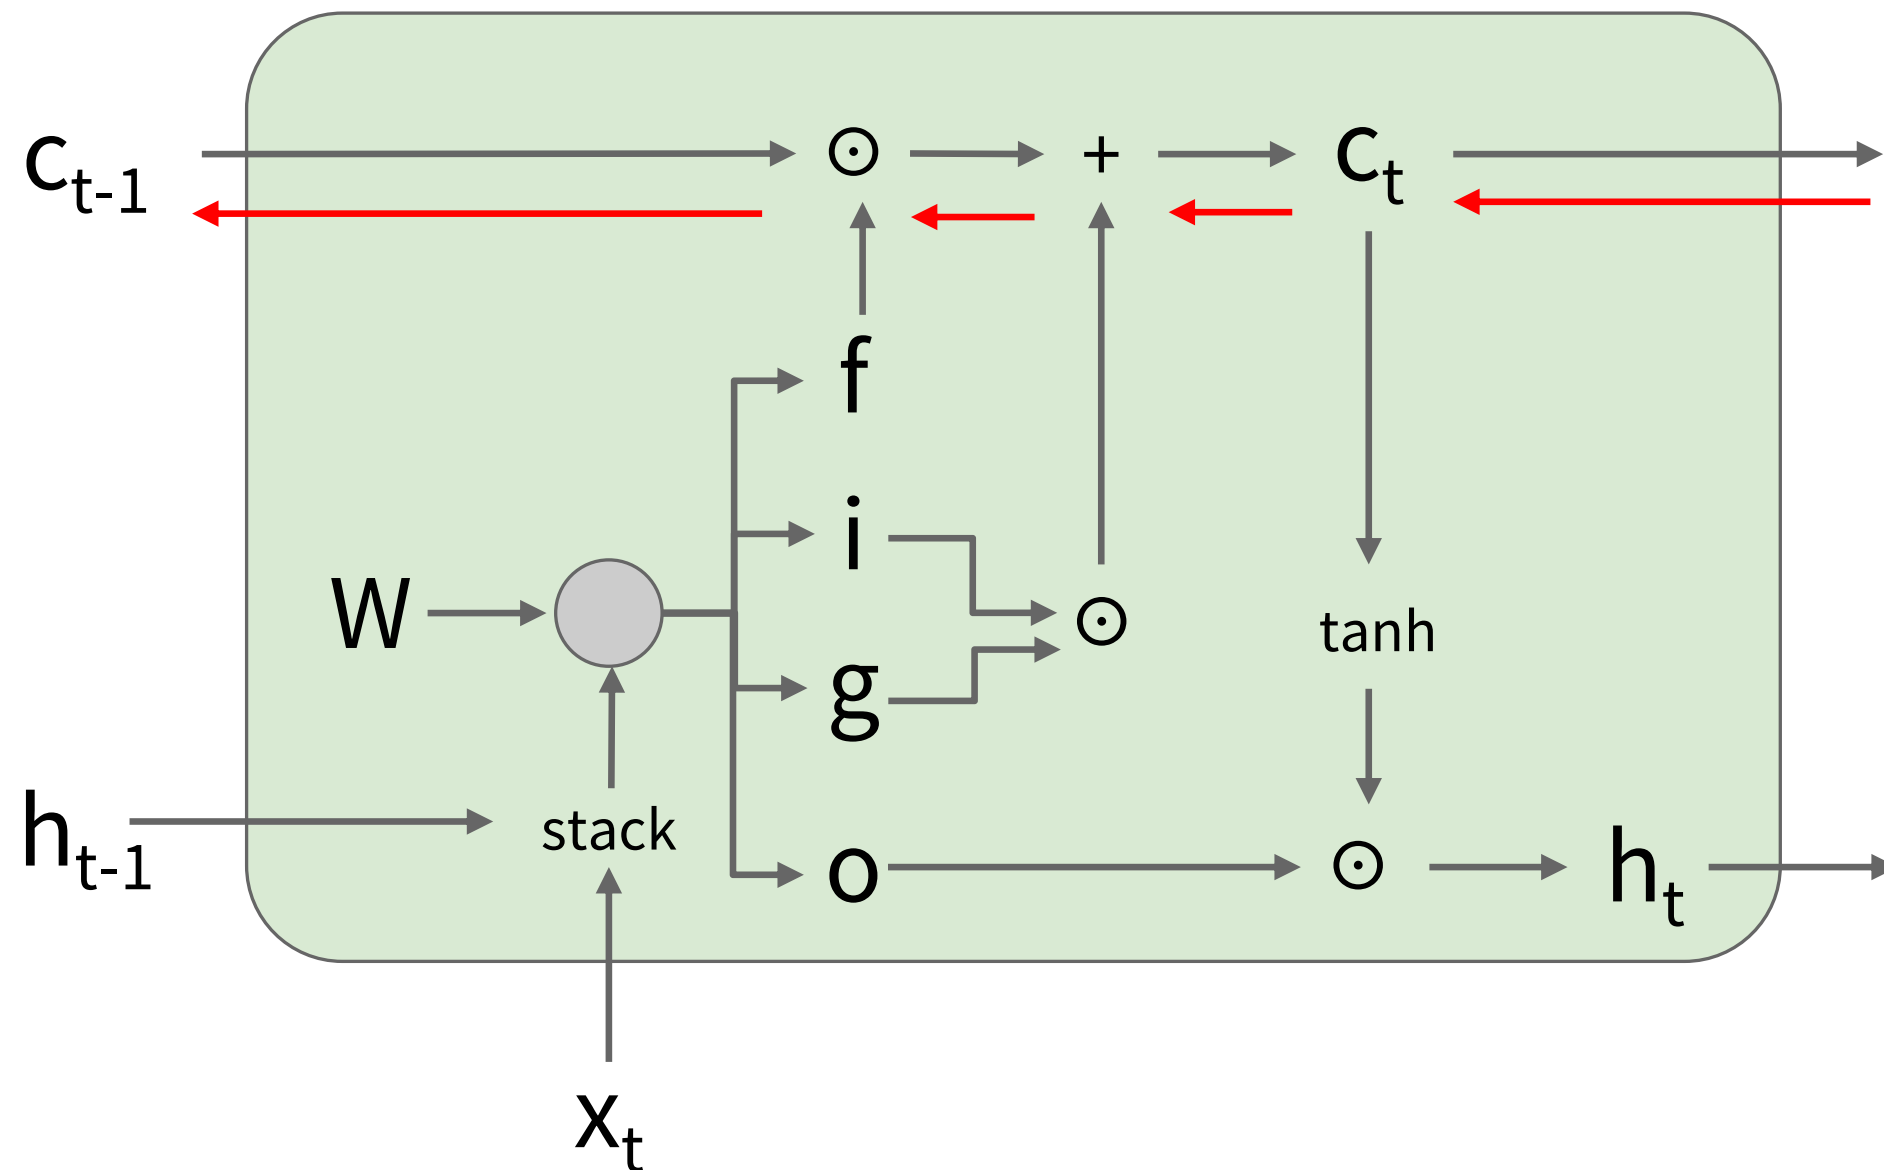 c_{t-1} ⊙ + c_t
f
i
W ⊙ tanh
g
h_{t-1} stack
o ⊙ h_t
x_t